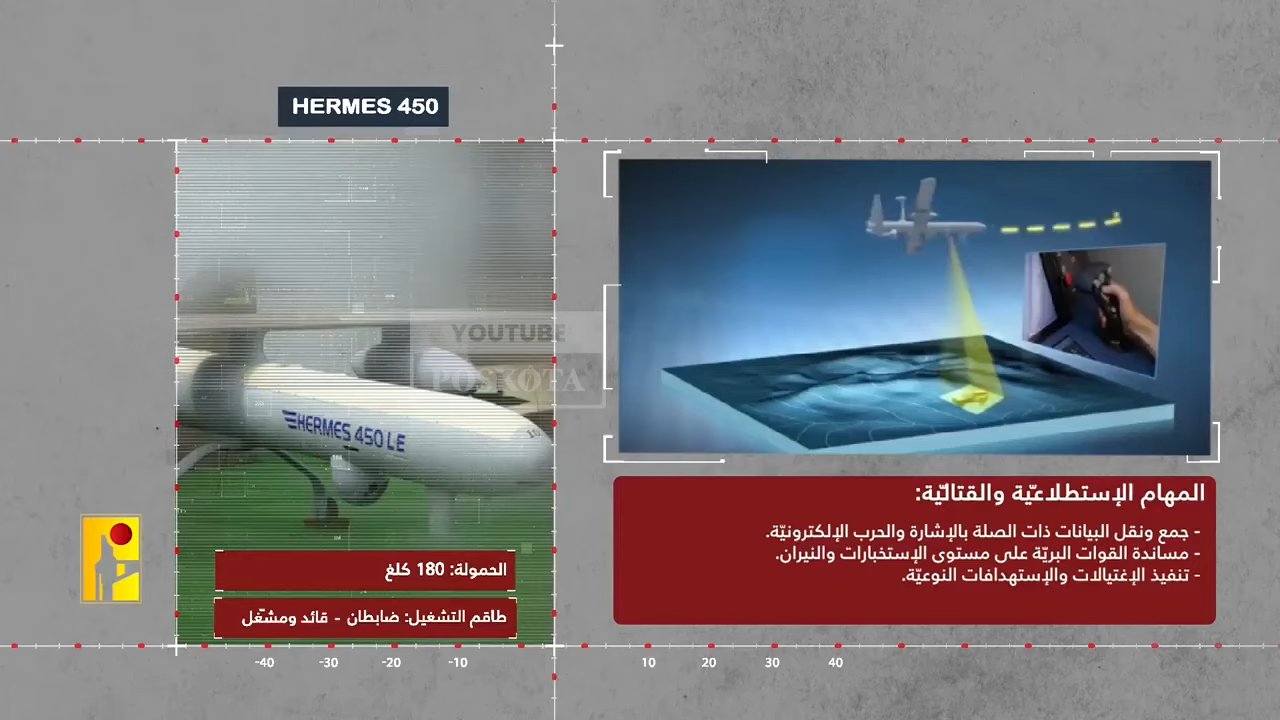 HERMES 450
YOUTUBE
POSKOTA
HERMES 450 LE
الحمولة: 180 كلغ
طاقم التشغيل: ضابطان - قائد ومشغّل
المهام الإستطلاعيّة والقتاليّة:
- جمع ونقل البيانات ذات الصلة بالإشارة والحرب الإلكترونيّة.
- مساندة القوات البريّة على مستوى الإستخبارات والنيران.
- تنفيذ الإغتيالات والإستهدافات النوعيّة.
-40 -30 -20 -10 10 20 30 40